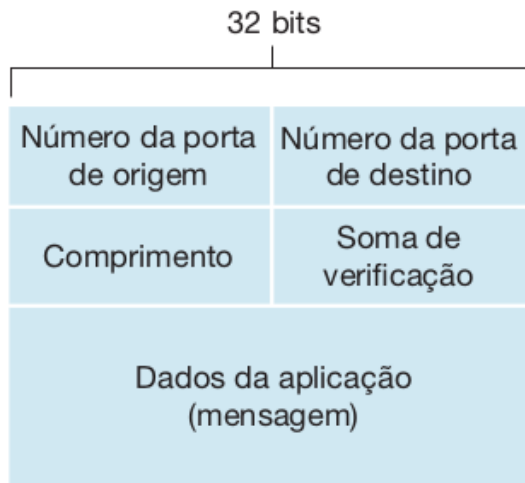 32 bits
Número da porta
de origem
Número da porta
de destino
Comprimento
Soma de
verificação
Dados da aplicação
(mensagem)